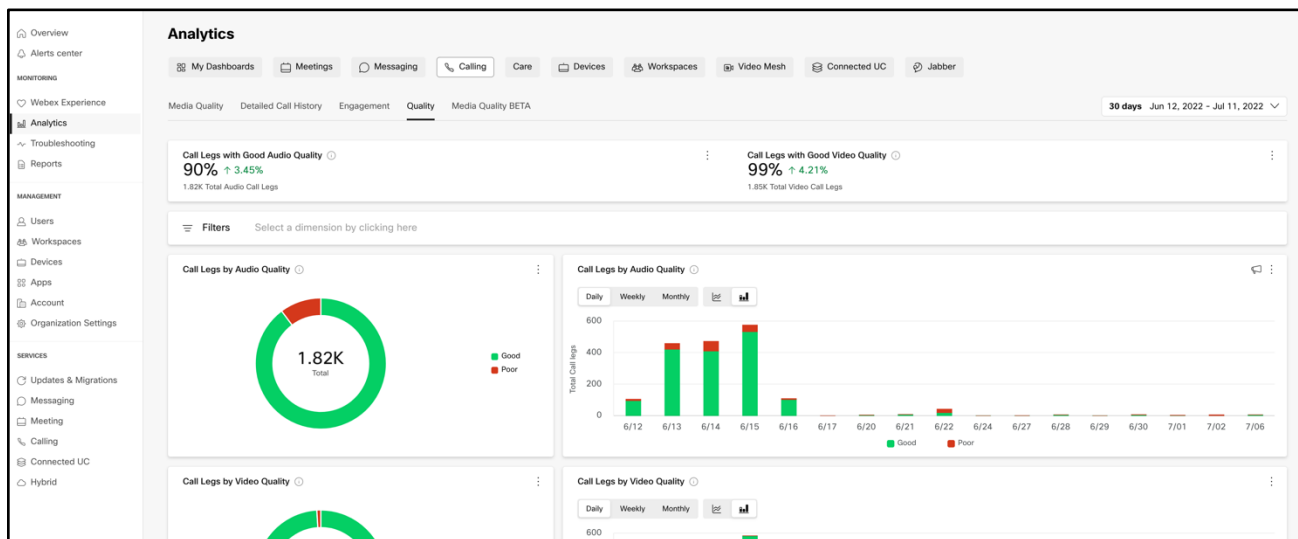 Overview
Alerts center
MONITORING
Webex Experience
Analytics
Troubleshooting
Reports
MANAGEMENT
Users
Workspaces
Devices
Apps
Account
Organization Settings
SERVICES
Updates & Migrations
Messaging
Meeting
Calling
Connected UC
Hybrid
Analytics
My Dashboards Meetings Messaging Calling Care Devices Workspaces Video Mesh Connected UC Jabber
Media Quality Detailed Call History Engagement Quality Media Quality BETA
30 days Jun 12, 2022 - Jul 11, 2022
Call Legs with Good Audio Quality
90% ↑ 3.45%
1.82K Total Audio Call Legs
Call Legs with Good Video Quality
99% ↑ 4.21%
1.85K Total Video Call Legs
Filters Select a dimension by clicking here
Call Legs by Audio Quality
1.82K
Total
Good
Poor
Call Legs by Audio Quality
Daily Weekly Monthly
Total Call legs
600
400
200
0
6/12 6/13 6/14 6/15 6/16 6/17 6/20 6/21 6/22 6/24 6/27 6/28 6/29 6/30 7/01 7/02 7/06
Good Poor
Call Legs by Video Quality
Call Legs by Video Quality
Daily Weekly Monthly
600